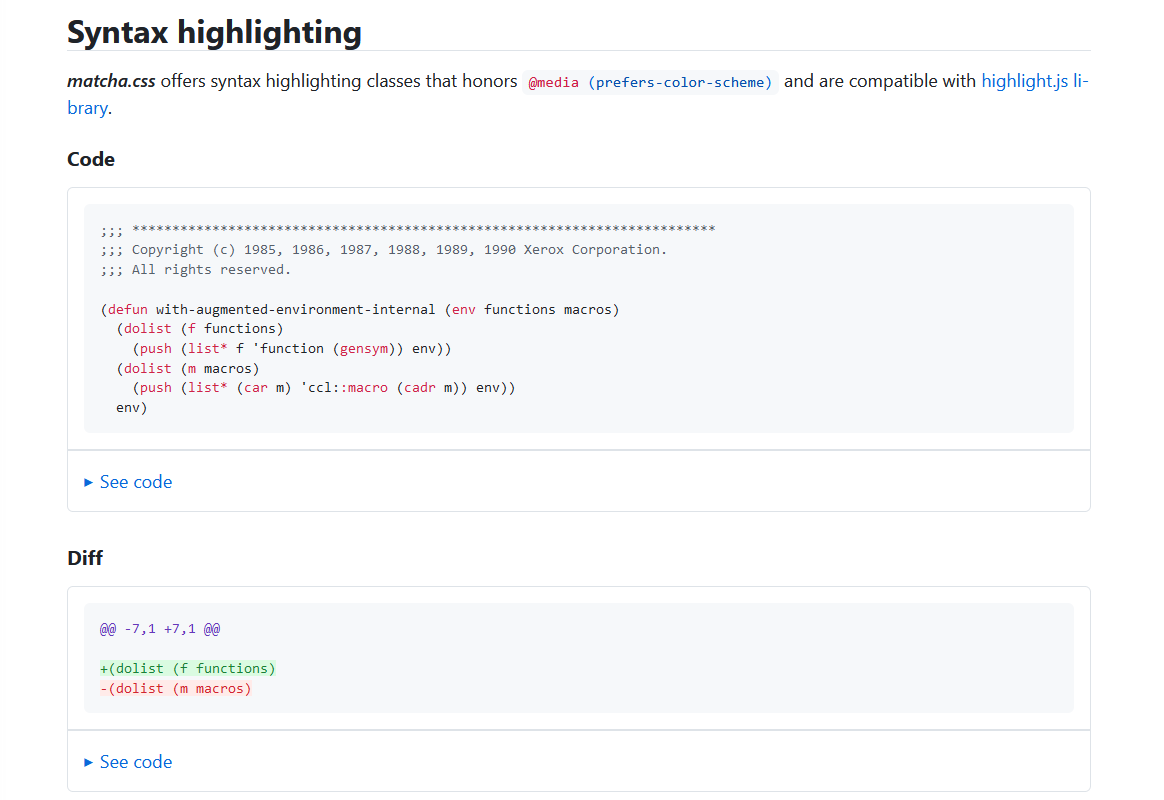 Syntax highlighting
matcha.css offers syntax highlighting classes that honors @media (prefers-color-scheme) and are compatible with highlight.js li-
brary.
Code
;;; *************************************************************************
;;; Copyright (c) 1985, 1986, 1987, 1988, 1989, 1990 Xerox Corporation.
;;; All rights reserved.
(defun with-augmented-environment-internal (env functions macros)
  (dolist (f functions)
    (push (list* f 'function (gensym)) env))
  (dolist (m macros)
    (push (list* (car m) 'ccl::macro (cadr m)) env))
  env)
▸ See code
Diff
@@ -7,1 +7,1 @@
+(dolist (f functions)
-(dolist (m macros)
▸ See code